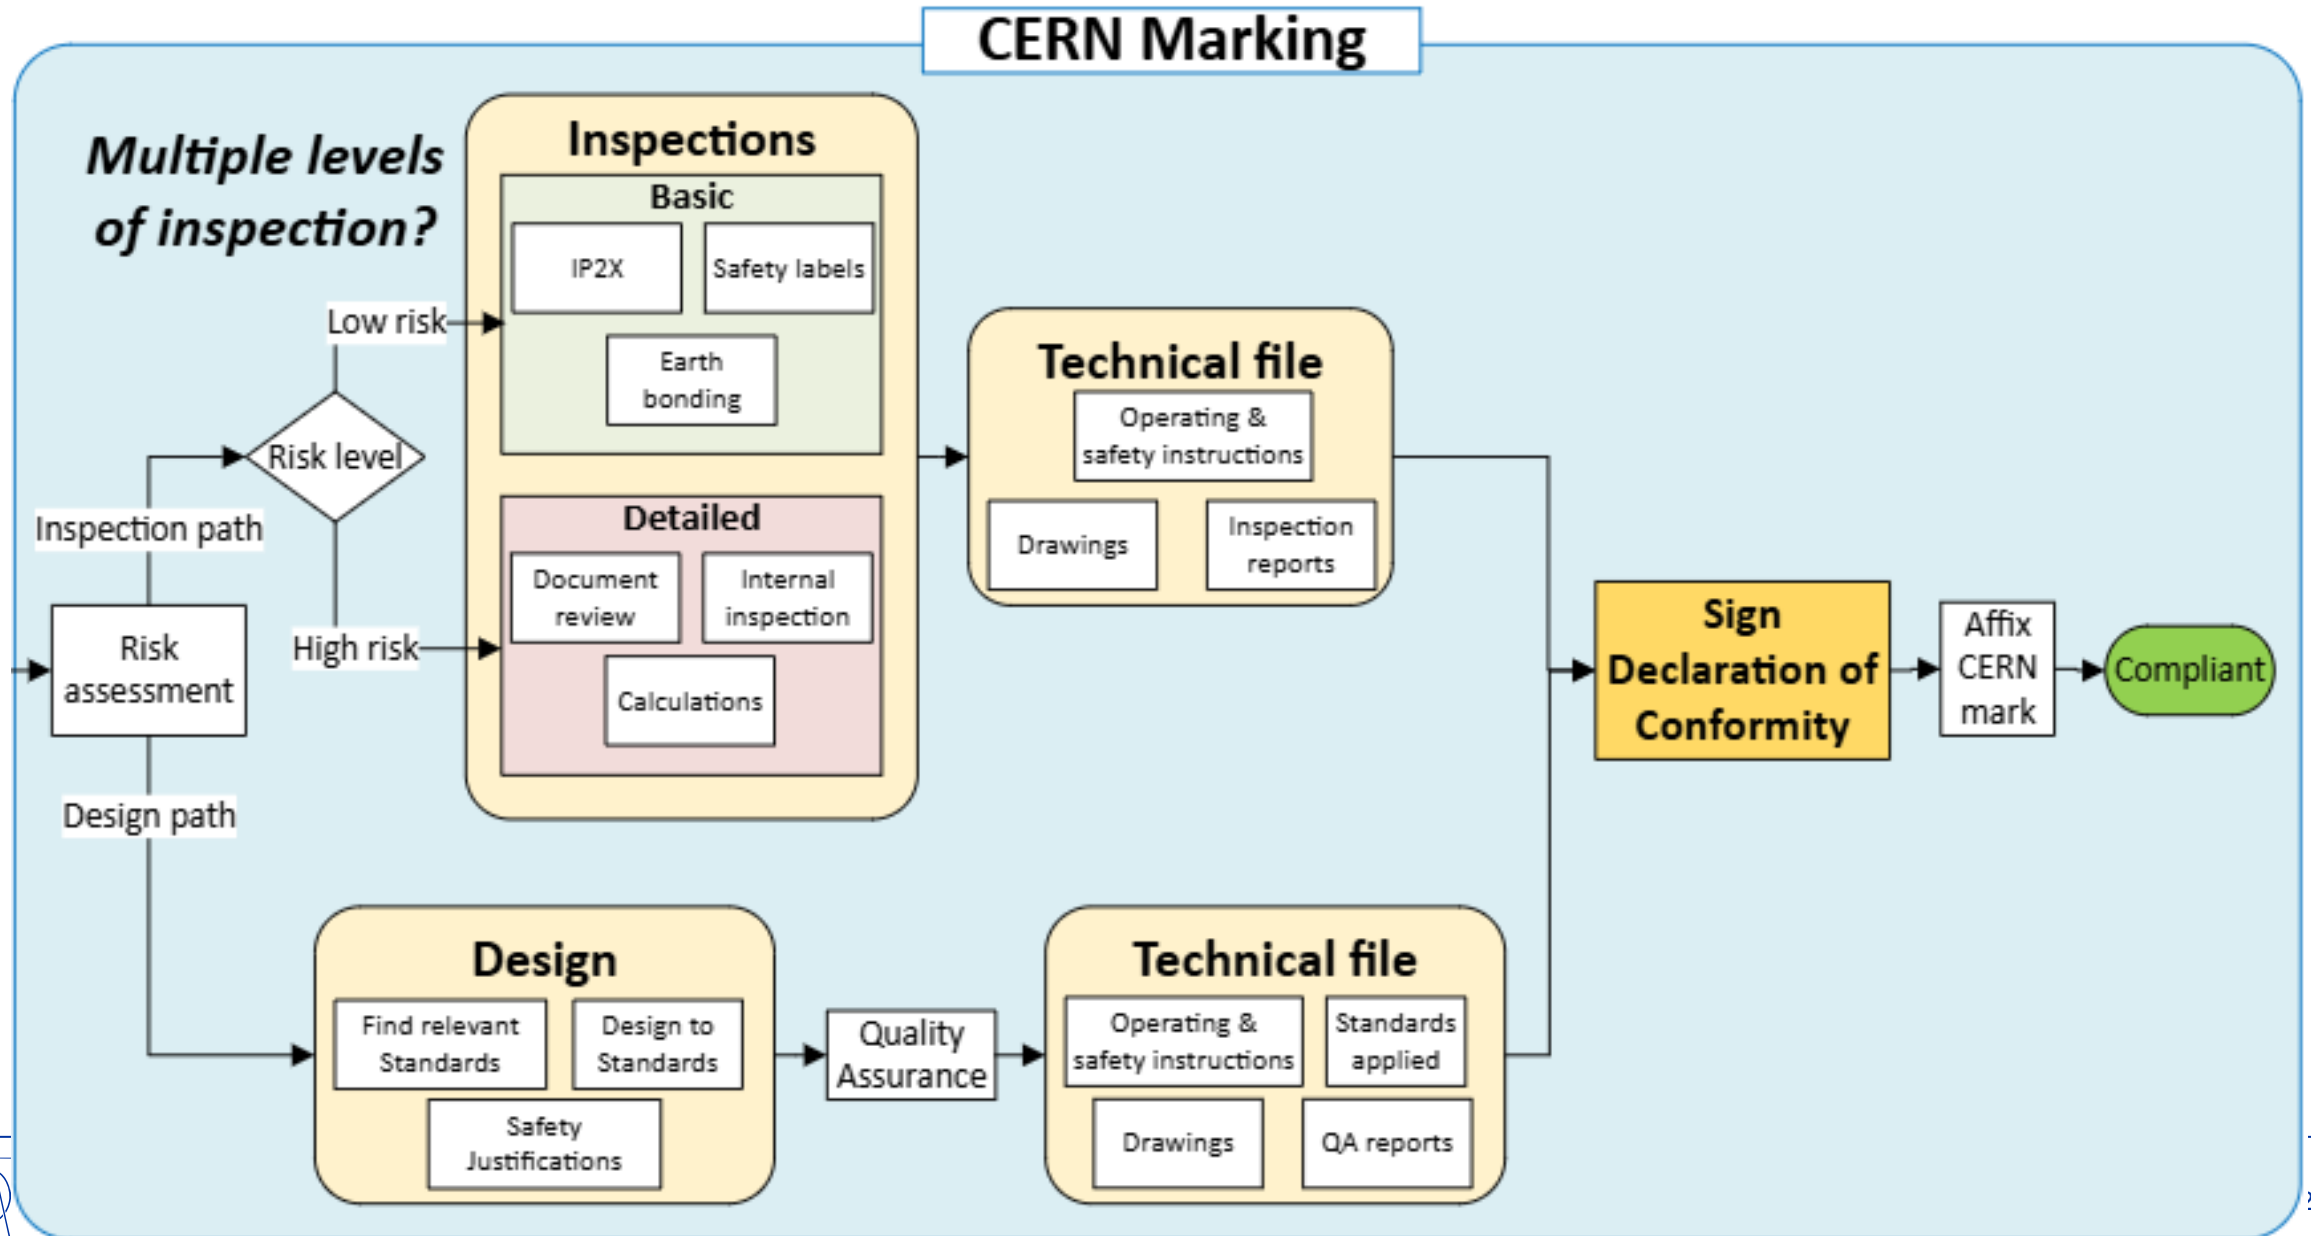 CERN Marking
Multiple levels
of inspection?
Inspections
Basic
IP2X
Safety labels
Earth
bonding
Low risk
Risk level
Inspection path
High risk
Detailed
Document
review
Internal
inspection
Calculations
Technical file
Operating &
safety instructions
Drawings
Inspection
reports
Risk
assessment
Sign
Declaration of
Conformity
Affix
CERN
mark
Compliant
Design path
Design
Find relevant
Standards
Design to
Standards
Safety
Justifications
Quality
Assurance
Technical file
Operating &
safety instructions
Standards
applied
Drawings
QA reports